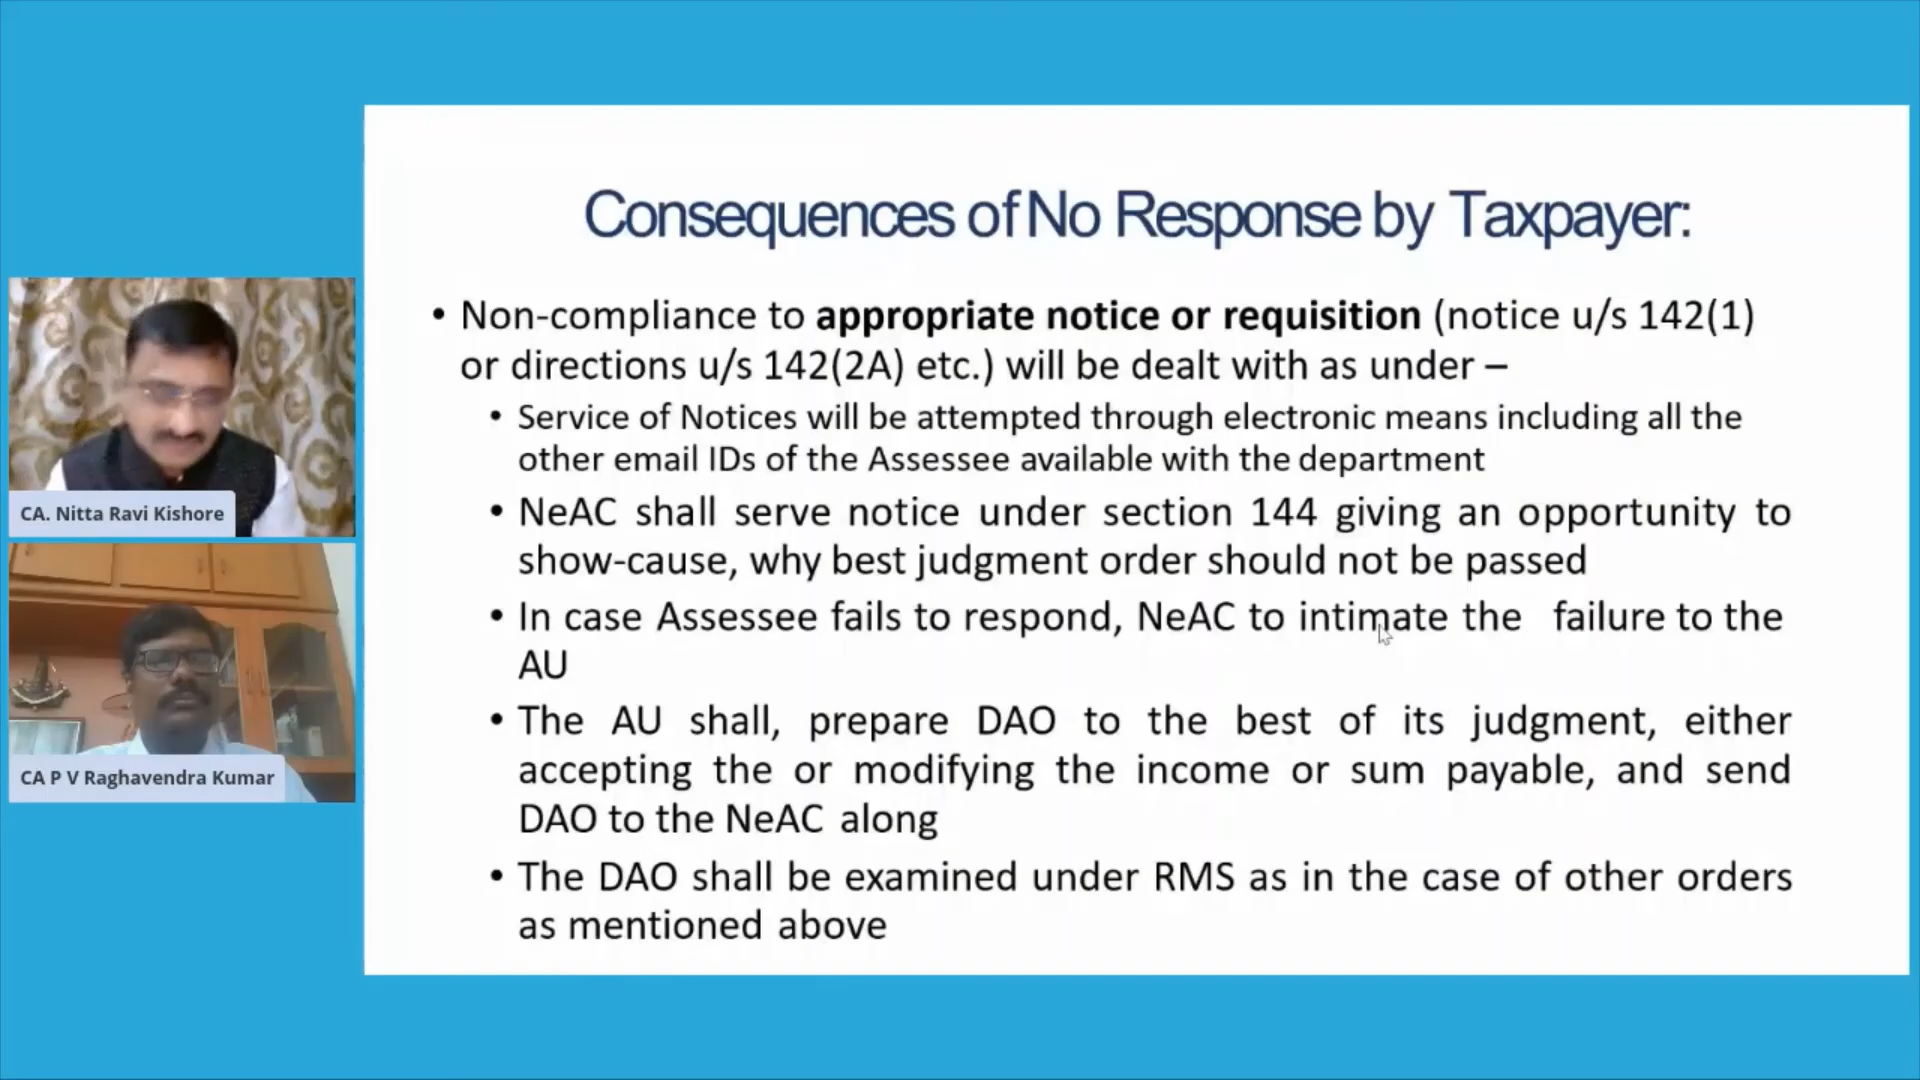 Consequences of No Response by Taxpayer:
• Non-compliance to appropriate notice or requisition (notice u/s 142(1)
or directions u/s 142(2A) etc.) will be dealt with as under –
• Service of Notices will be attempted through electronic means including all the
other email IDs of the Assessee available with the department
• NeAC shall serve notice under section 144 giving an opportunity to
show-cause, why best judgment order should not be passed
• In case Assessee fails to respond, NeAC to intimate the failure to the
AU
• The AU shall, prepare DAO to the best of its judgment, either
accepting the or modifying the income or sum payable, and send
DAO to the NeAC along
• The DAO shall be examined under RMS as in the case of other orders
as mentioned above
CA. Nitta Ravi Kishore
CA P V Raghavendra Kumar